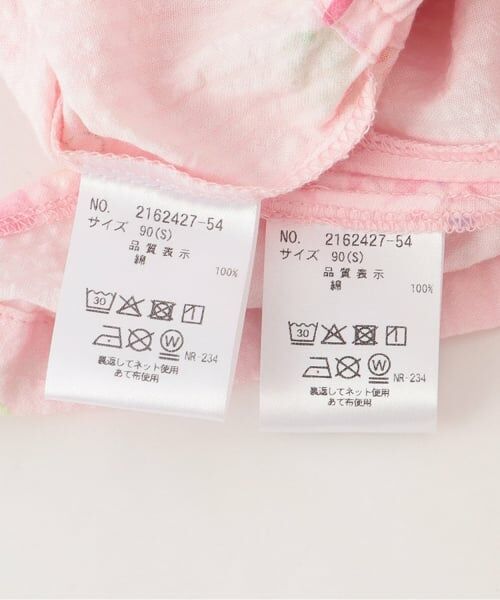 NO. 2162427-54
サイズ 90(S)
品質表示
綿 100%
30
W
NR-234
裏返してネット使用
あて布使用
NO. 2162427-54
サイズ 90(S)
品質表示
綿 100%
30
W
NR-234
裏返してネット使用
あて布使用